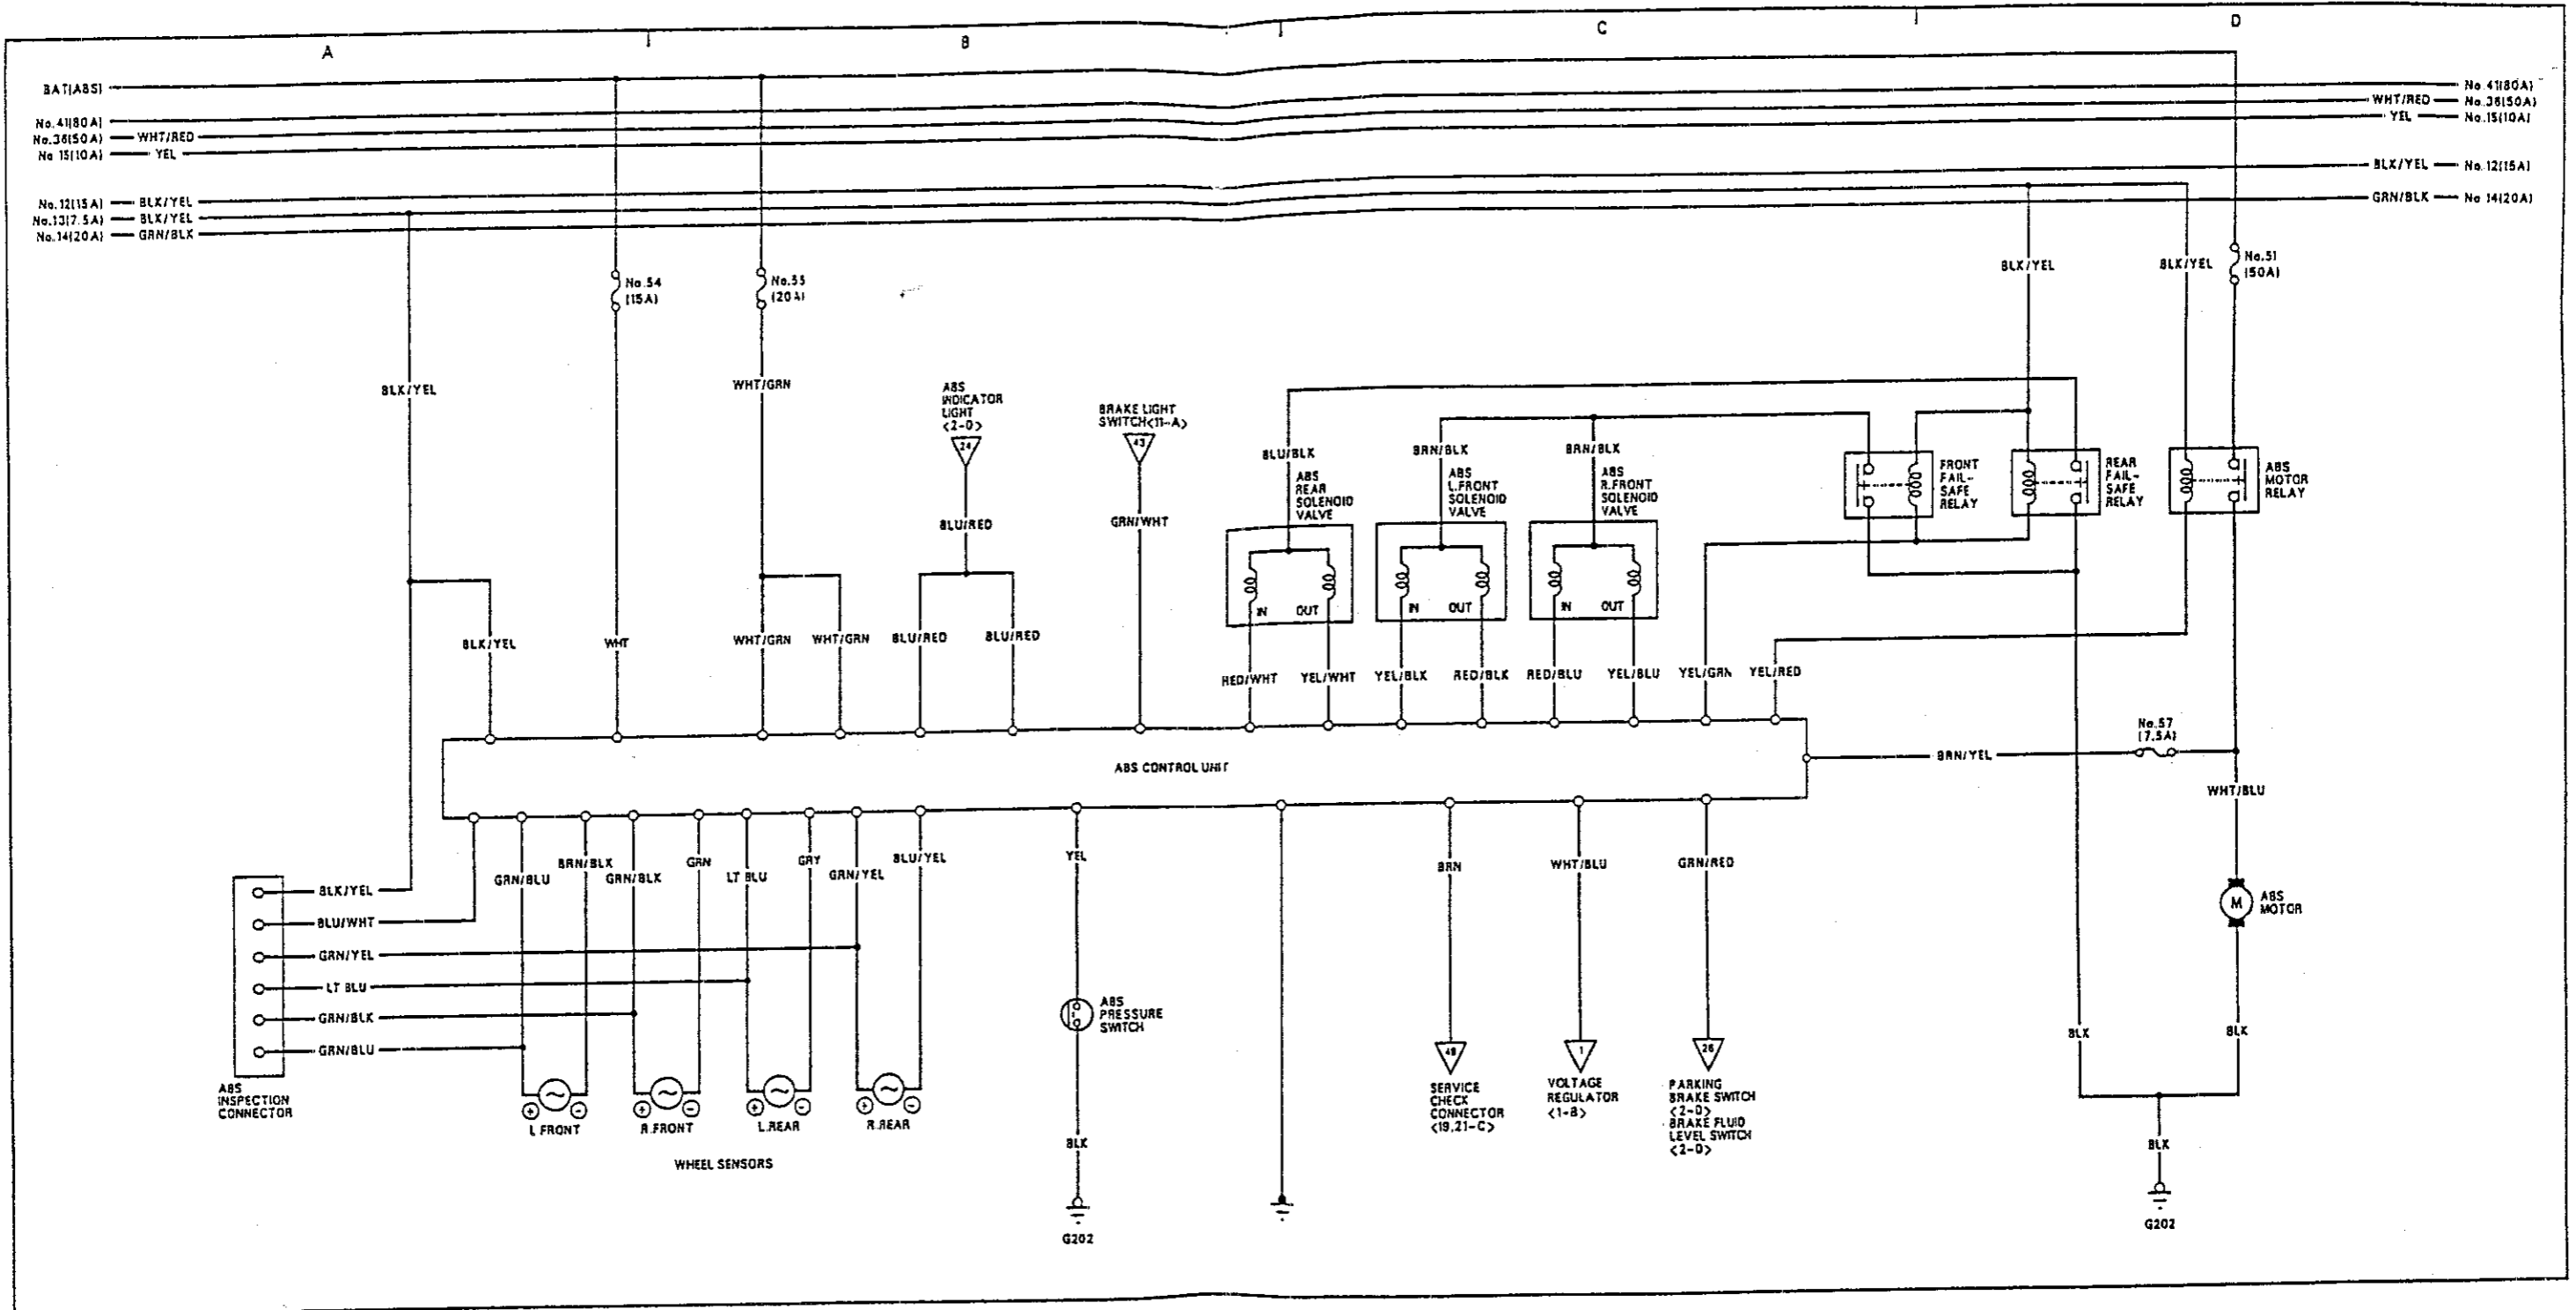 A
B
C
D
BAT(ABS)
No.41(80A)
No.36(50A) WHT/RED
No 15(10A) YEL
No.12(15A) BLK/YEL
No.13(7.5A) BLK/YEL
No.14(20A) GRN/BLK
No.41(80A)
WHT/RED No.36(50A)
YEL No.15(10A)
BLK/YEL No.12(15A)
GRN/BLK No 14(20A)
No.54
(15A)
No.55
(20A)
BLK/YEL
WHT/GRN
ABS
INDICATOR
LIGHT
<2-D>
24
BLU/RED
BRAKE LIGHT
SWITCH<11-A>
43
GRN/WHT
BLU/BLK
BRN/BLK
BRN/BLK
ABS
REAR
SOLENOID
VALVE
ABS
L.FRONT
SOLENOID
VALVE
ABS
R.FRONT
SOLENOID
VALVE
IN OUT
IN OUT
IN OUT
BLK/YEL
BLK/YEL
No.51
(50A)
FRONT
FAIL-
SAFE
RELAY
REAR
FAIL-
SAFE
RELAY
ABS
MOTOR
RELAY
BLK/YEL
WHT
WHT/GRN
WHT/GRN
BLU/RED
BLU/RED
RED/WHT
YEL/WHT
YEL/BLK
RED/BLK
RED/BLU
YEL/BLU
YEL/GRN
YEL/RED
ABS CONTROL UNIT
BRN/YEL
No.57
(7.5A)
WHT/BLU
ABS
MOTOR
M
BLK/YEL
BLU/WHT
GRN/YEL
LT BLU
GRN/BLK
GRN/BLU
ABS
INSPECTION
CONNECTOR
GRN/BLU
BRN/BLK
GRN/BLK
GRN
LT BLU
GRY
GRN/YEL
BLU/YEL
+ -
L FRONT
+ -
R.FRONT
+ -
L.REAR
+ -
R.REAR
WHEEL SENSORS
YEL
ABS
PRESSURE
SWITCH
BLK
G202
BRN
WHT/BLU
GRN/RED
SERVICE
CHECK
CONNECTOR
<19,21-C>
1
VOLTAGE
REGULATOR
<1-B>
26
PARKING
BRAKE SWITCH
<2-D>
BRAKE FLUID
LEVEL SWITCH
<2-D>
BLK
BLK
BLK
G202